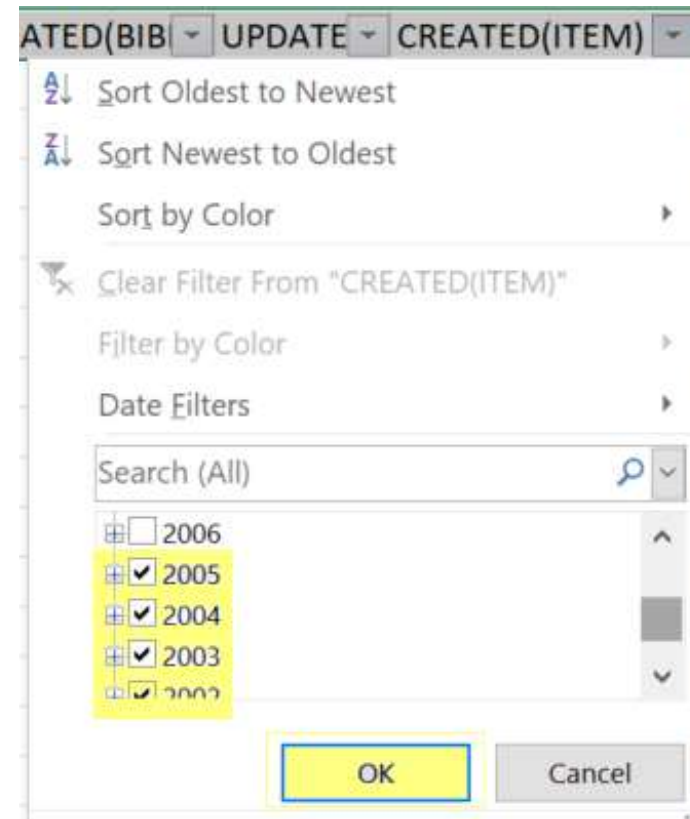 ATED(BIB UPDATE CREATED(ITEM)
Sort Oldest to Newest
Sort Newest to Oldest
Sort by Color
Clear Filter From "CREATED(ITEM)"
Filter by Color
Date Filters
Search (All)
2006
2005
2004
2003
2002
OK Cancel